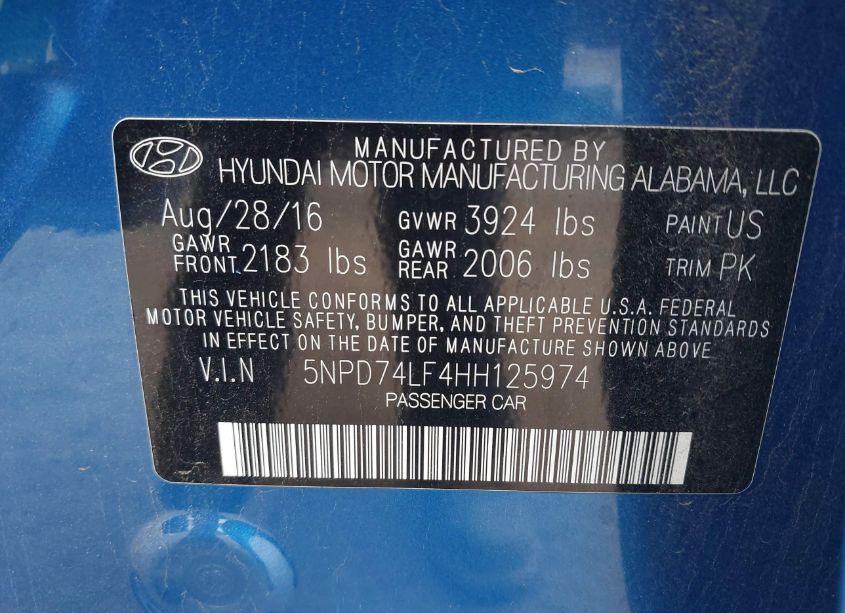 MANUFACTURED BY
HYUNDAI MOTOR MANUFACTURING ALABAMA, LLC
Aug/28/16 GVWR 3924 lbs PAINT US
GAWR FRONT 2183 lbs GAWR REAR 2006 lbs TRIM PK
THIS VEHICLE CONFORMS TO ALL APPLICABLE U.S.A. FEDERAL
MOTOR VEHICLE SAFETY, BUMPER, AND THEFT PREVENTION STANDARDS
IN EFFECT ON THE DATE OF MANUFACTURE SHOWN ABOVE
V.I.N 5NPD74LF4HH125974
PASSENGER CAR